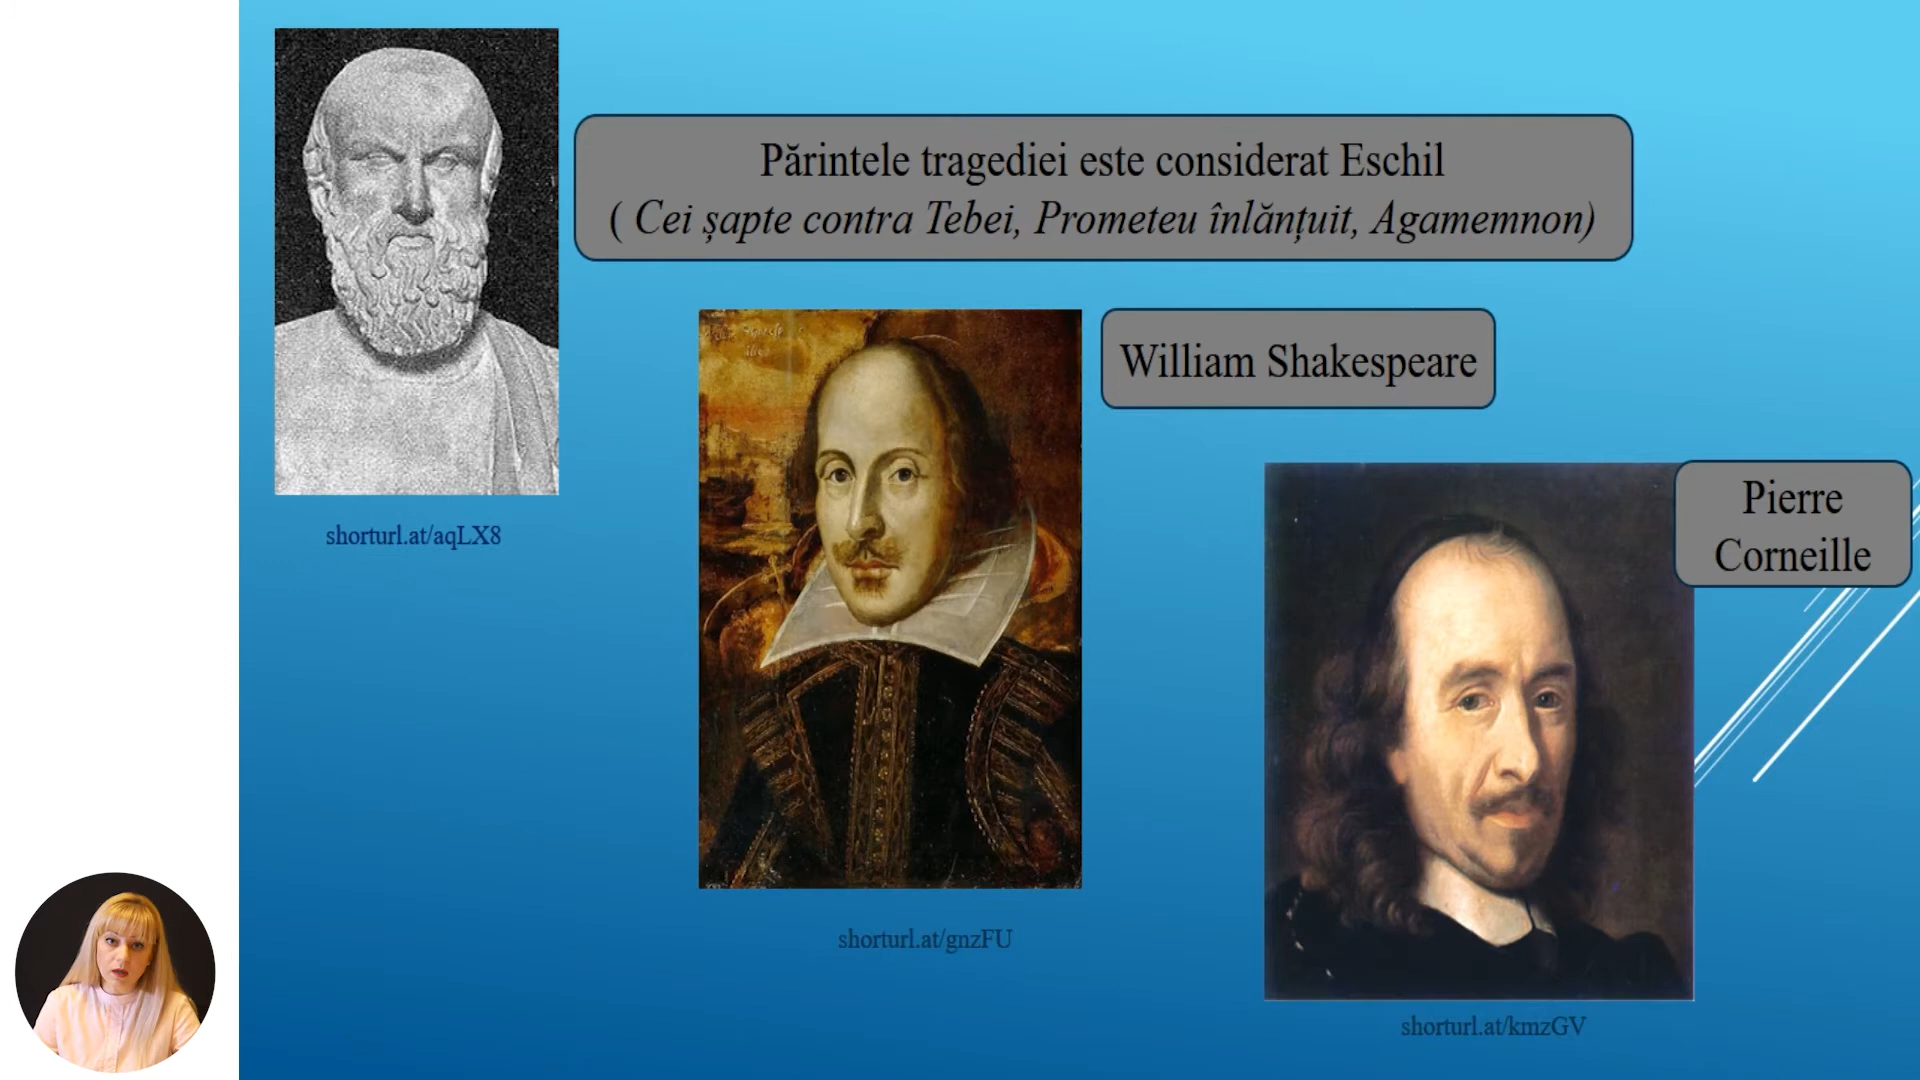 Părintele tragediei este considerat Eschil
( Cei șapte contra Tebei, Prometeu înlănțuit, Agamemnon)
William Shakespeare
Pierre
Corneille
shorturl.at/aqLX8
shorturl.at/gnzFU
shorturl.at/kmzGV